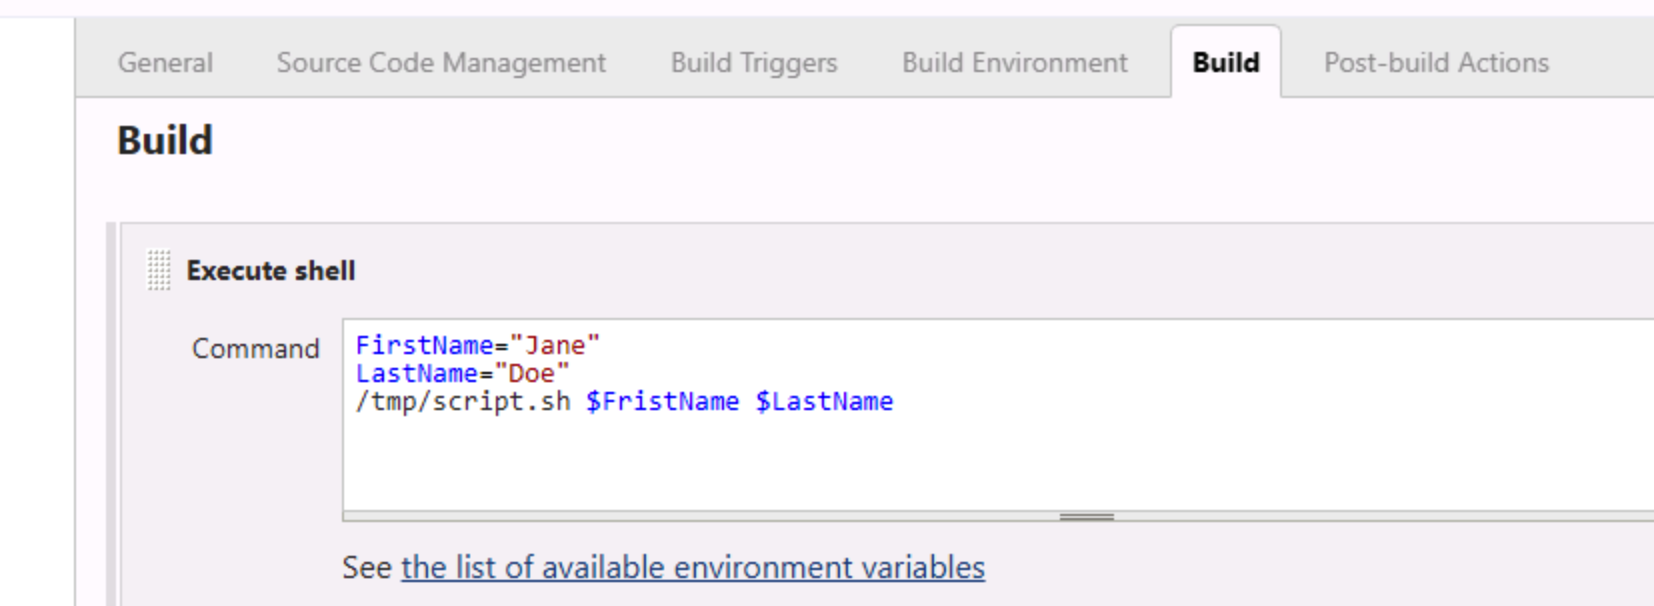 General Source Code Management Build Triggers Build Environment Build Post-build Actions
Build
Execute shell
Command
FirstName="Jane"
LastName="Doe"
/tmp/script.sh $FristName $LastName
See the list of available environment variables